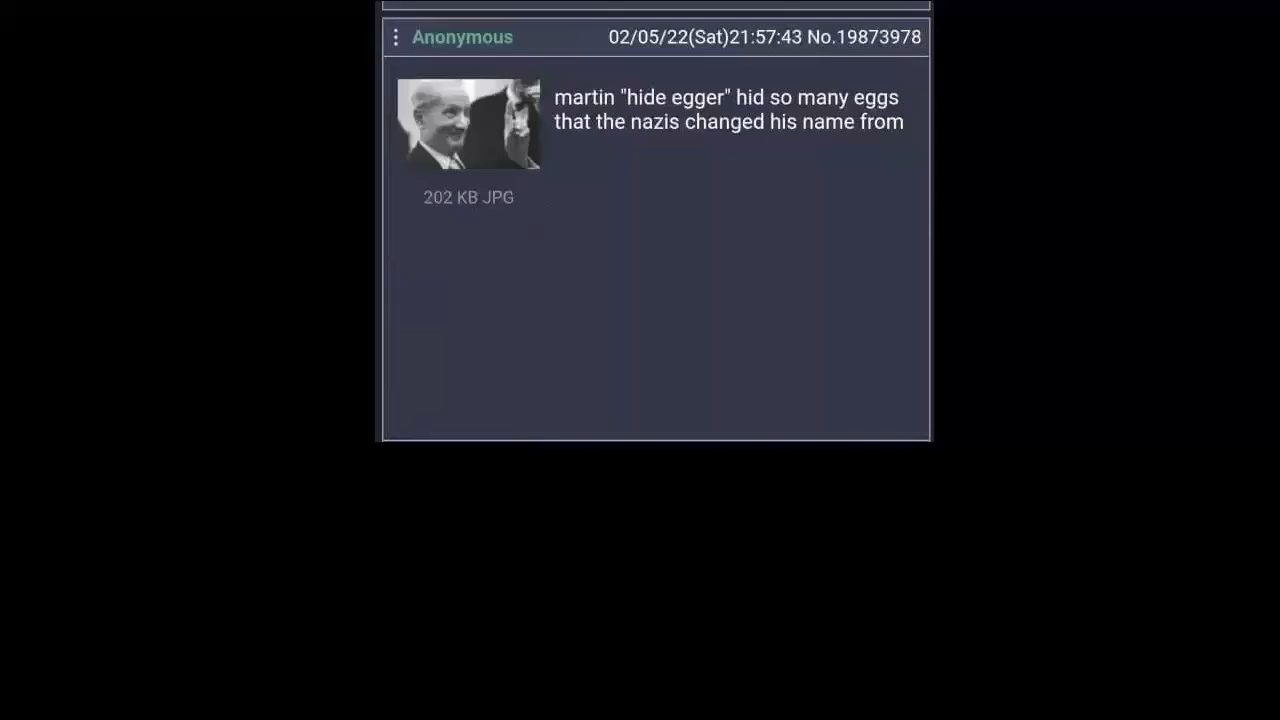 Anonymous 02/05/22(Sat)21:57:43 No.19873978
martin "hide egger" hid so many eggs
that the nazis changed his name from
202 KB JPG